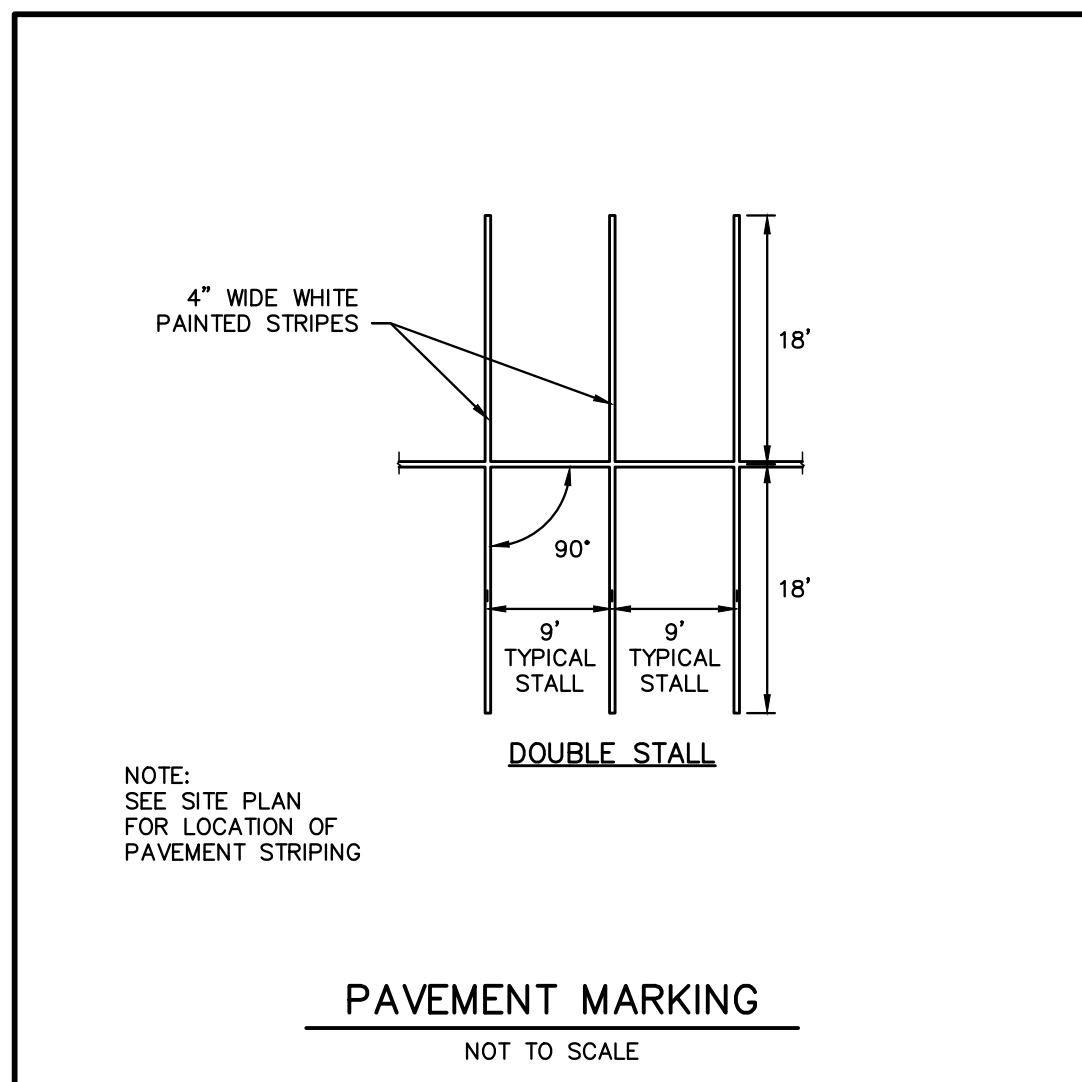 4” WIDE WHITE
PAINTED STRIPES
18’
90°
18’
9’
TYPICAL
STALL
9’
TYPICAL
STALL
DOUBLE STALL
NOTE:
SEE SITE PLAN
FOR LOCATION OF
PAVEMENT STRIPING
PAVEMENT MARKING
NOT TO SCALE